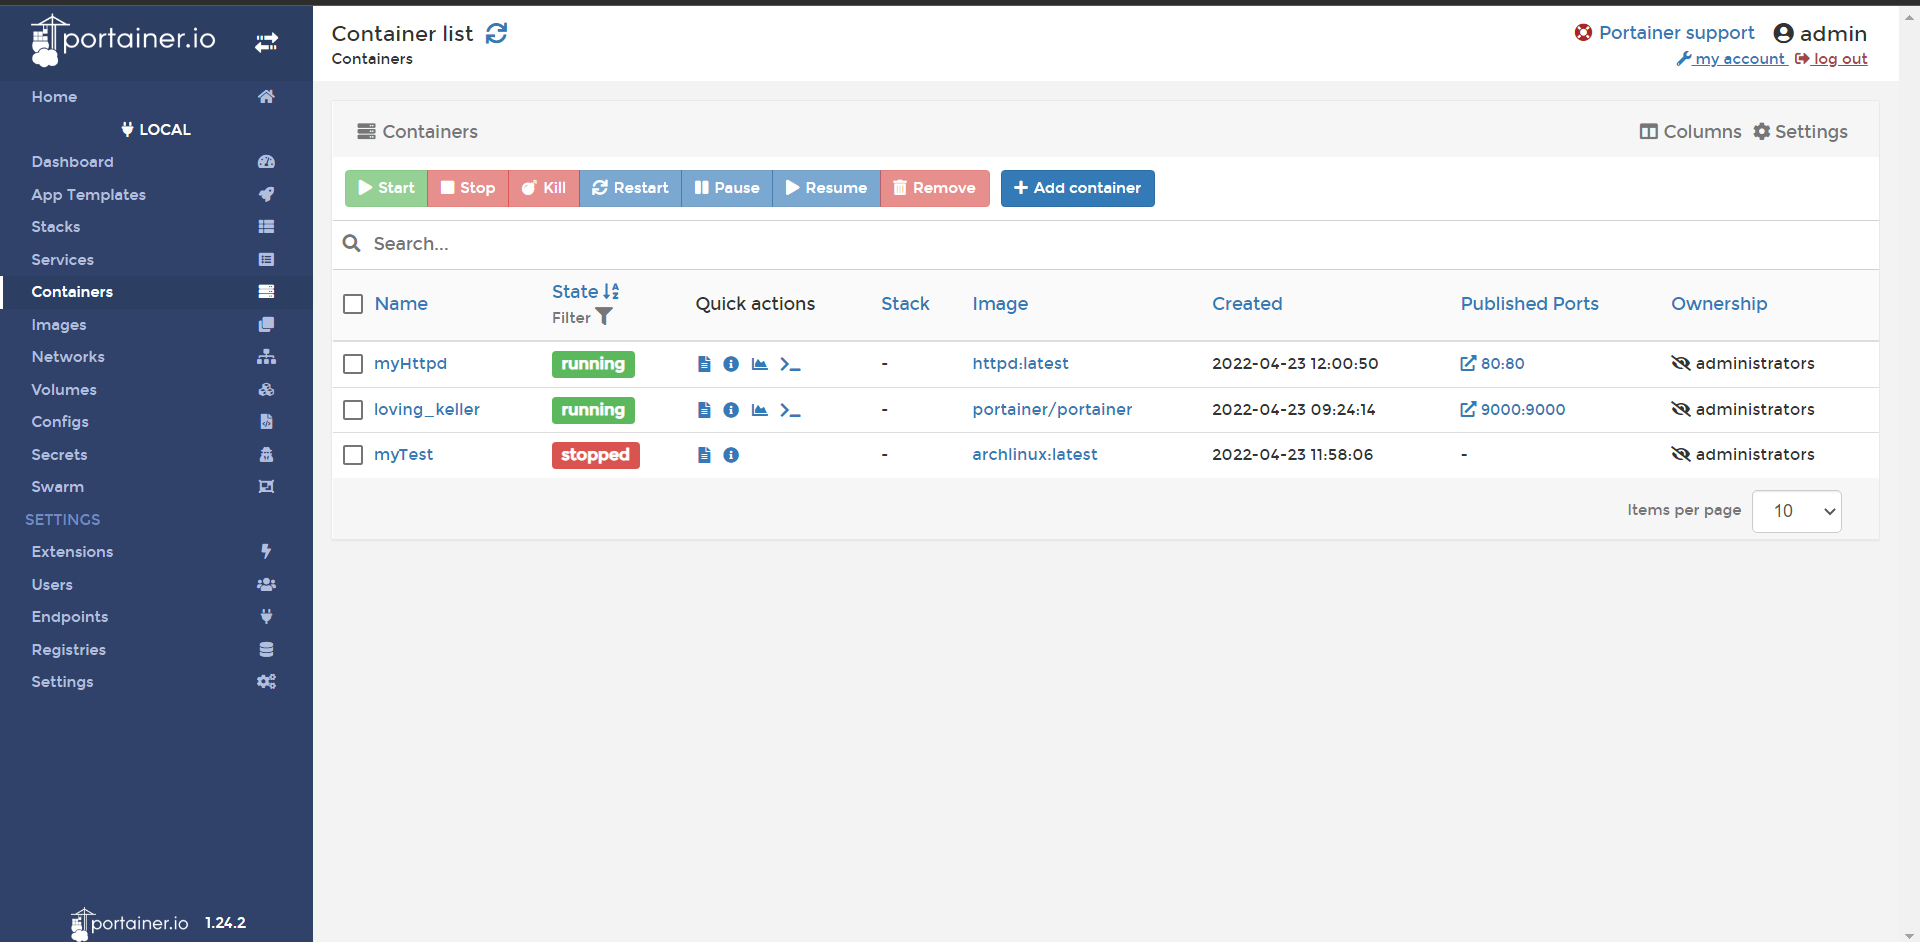 portainer.io
Home
LOCAL
Dashboard
App Templates
Stacks
Services
Containers
Images
Networks
Volumes
Configs
Secrets
Swarm
SETTINGS
Extensions
Users
Endpoints
Registries
Settings
portainer.io 1.24.2
Container list
Containers
Portainer support admin
my account log out
Containers
Columns Settings
Start Stop Kill Restart Pause Resume Remove Add container
Search...
Name State Filter Quick actions Stack Image Created Published Ports Ownership
myHttpd running - httpd:latest 2022-04-23 12:00:50 80:80 administrators
loving_keller running - portainer/portainer 2022-04-23 09:24:14 9000:9000 administrators
myTest stopped - archlinux:latest 2022-04-23 11:58:06 - administrators
Items per page 10